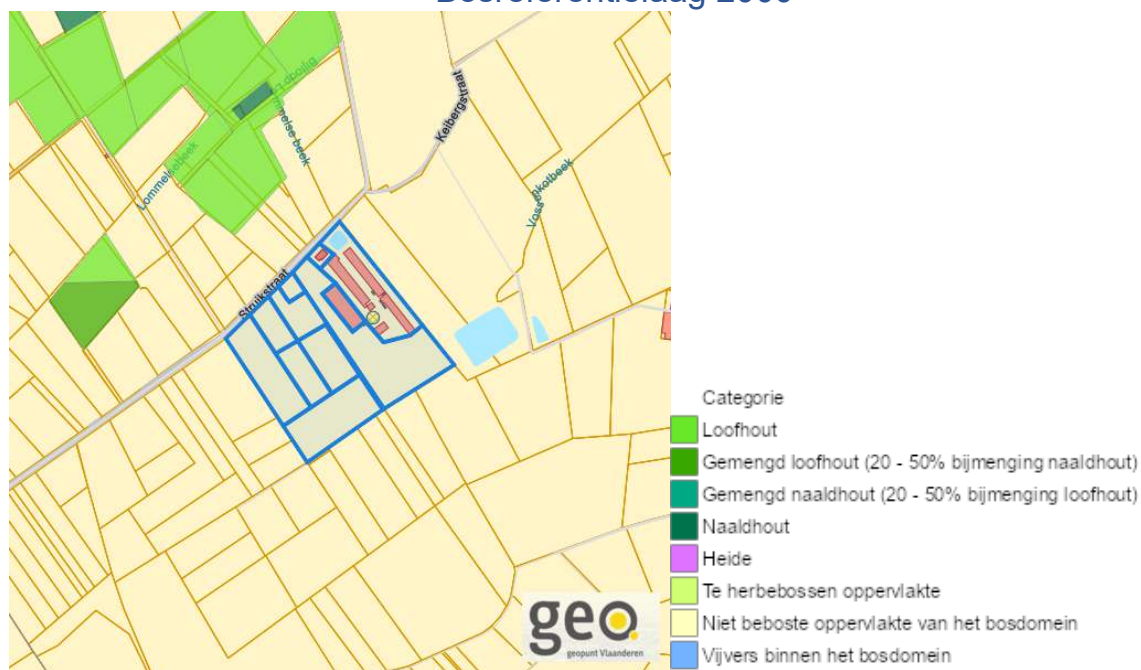 Bosreferentielaag 2000
Lommelsebeek
Keibergstraat
Struikstraat
geo
geopunt Vlaanderen
Categorie
Loofhout
Gemengd loofhout (20 - 50% bijmenging naaldhout)
Gemengd naaldhout (20 - 50% bijmenging loofhout)
Naaldhout
Heide
Te herbebossen oppervlakte
Niet beboste oppervlakte van het bosdomein
Vijvers binnen het bosdomein